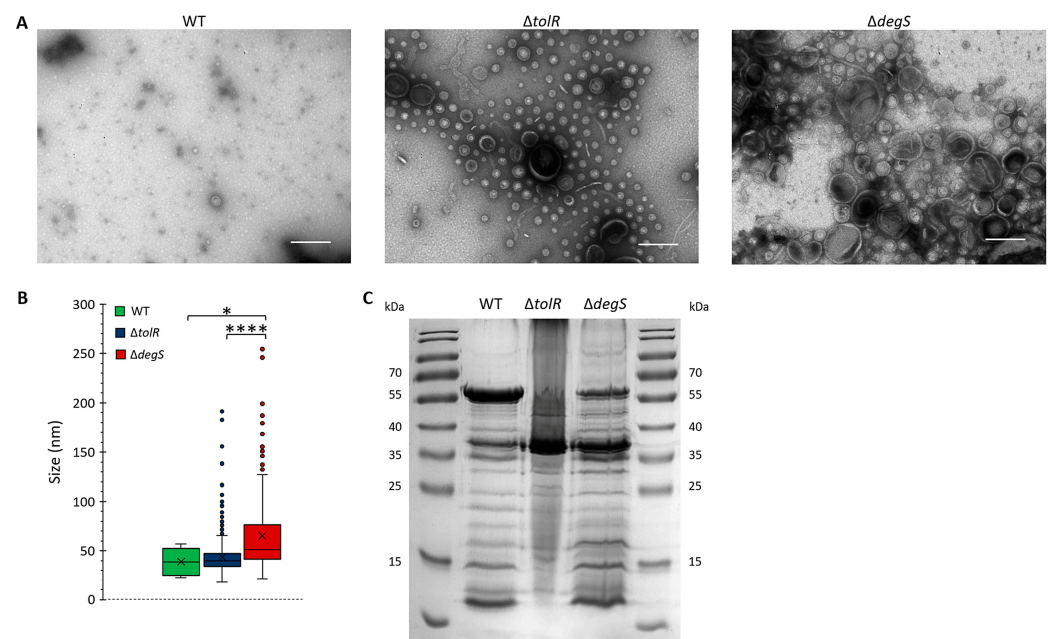 A
WT
ΔtolR
ΔdegS
B
300
250
200
150
100
50
0
Size (nm)
WT
ΔtolR
ΔdegS
*
****
C
kDa
WT
ΔtolR
ΔdegS
kDa
70
55
40
35
25
15
70
55
40
35
25
15